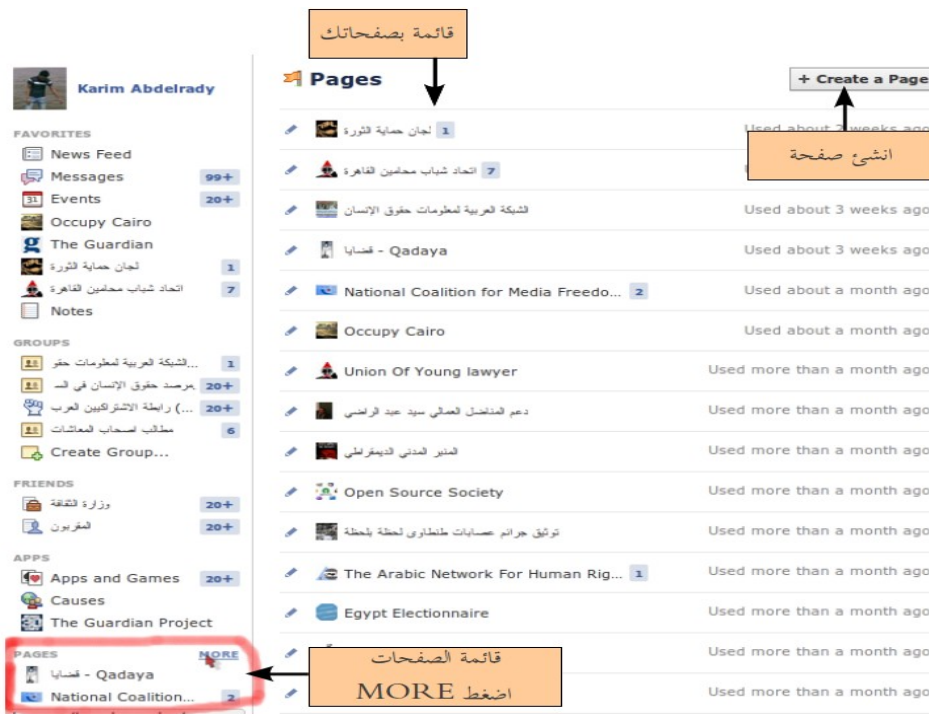 قائمة بصفحاتك
Karim Abdelrady
FAVORITES
News Feed
Messages 99+
Events 20+
Occupy Cairo
The Guardian
لجان حماية الثورة 1
اتحاد شباب محامين القاهرة 7
Notes
GROUPS
الشبكة العربية لمعلومات حقو... 1
مرصد حقوق الإنسان في السـ 20+
رابطة الاشتراكيين العرب (... 20+
مطالب اصحاب المعاشات 6
Create Group...
FRIENDS
وزارة الثقافة 20+
المقربون 20+
APPS
Apps and Games 20+
Causes
The Guardian Project
PAGES MORE
قضايا - Qadaya
National Coalition... 2
Pages
+ Create a Page
انشئ صفحة
لجان حماية الثورة 1 Used about 2 weeks ago
اتحاد شباب محامين القاهرة 7
الشبكة العربية لمعلومات حقوق الإنسان Used about 3 weeks ago
قضايا - Qadaya Used about 3 weeks ago
National Coalition for Media Freedo... 2 Used about a month ago
Occupy Cairo Used about a month ago
Union Of Young lawyer Used more than a month ago
دعم المناضل العمالي سيد عبد الراضي Used more than a month ago
المنبر المدني الديمقراطي Used more than a month ago
Open Source Society Used more than a month ago
توثيق جرائم عصابات طنطاوى لحظة بلحظة Used more than a month ago
The Arabic Network For Human Rig... 1 Used more than a month ago
Egypt Electionnaire Used more than a month ago
Used more than a month ago
Used more than a month ago
قائمة الصفحات
اضغط MORE